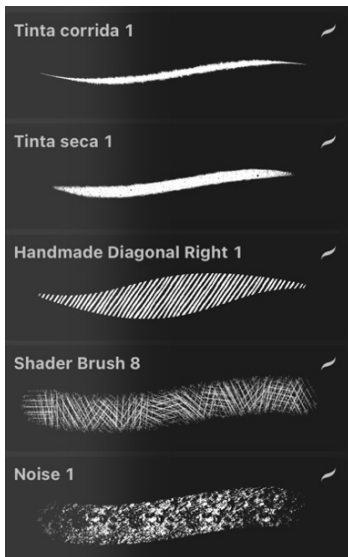 Tinta corrida 1
Tinta seca 1
Handmade Diagonal Right 1
Shader Brush 8
Noise 1